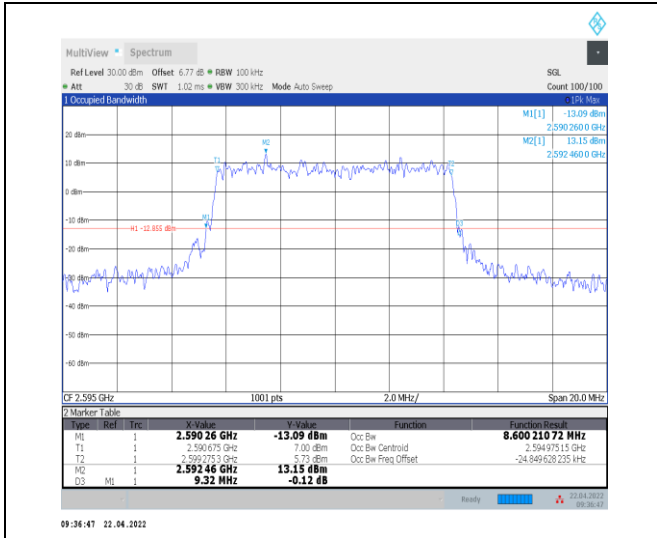 MultiView Spectrum
Ref Level 30.00 dBm Offset 6.77 dB RBW 100 kHz SGL
Att 30 dB SWT 1.02 ms VBW 300 kHz Mode Auto Sweep Count 100/100
1 Occupied Bandwidth 1Pk Max
M1[1] -13.09 dBm
2.590 260 0 GHz
M2[1] 13.15 dBm
2.592 460 0 GHz
20 dBm
M2
T1
T2
10 dBm
0 dBm
M1
-10 dBm
D3
H1 -12.855 dBm
-20 dBm
-30 dBm
-40 dBm
-50 dBm
-60 dBm
CF 2.595 GHz 1001 pts 2.0 MHz/ Span 20.0 MHz
2 Marker Table
Type Ref Trc X-Value Y-Value Function Function Result
M1 1 2.590 26 GHz -13.09 dBm Occ Bw 8.600 210 72 MHz
T1 1 2.590 675 GHz 7.00 dBm Occ Bw Centroid 2.594 975 15 GHz
T2 1 2.599 275 3 GHz 5.73 dBm Occ Bw Freq Offset -24.849 628 235 kHz
M2 1 2.592 46 GHz 13.15 dBm
D3 M1 1 9.32 MHz -0.12 dB
Ready 22.04.2022
09:36:47
09:36:47 22.04.2022